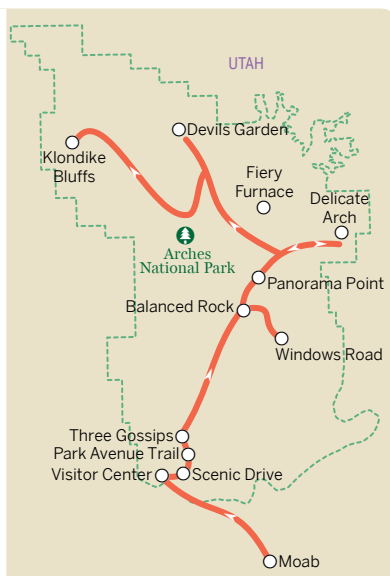 UTAH
Devils Garden
Klondike
Bluffs
Fiery
Furnace
Delicate
Arch
Arches
National Park
Panorama Point
Balanced Rock
Windows Road
Three Gossips
Park Avenue Trail
Visitor Center
Scenic Drive
Moab